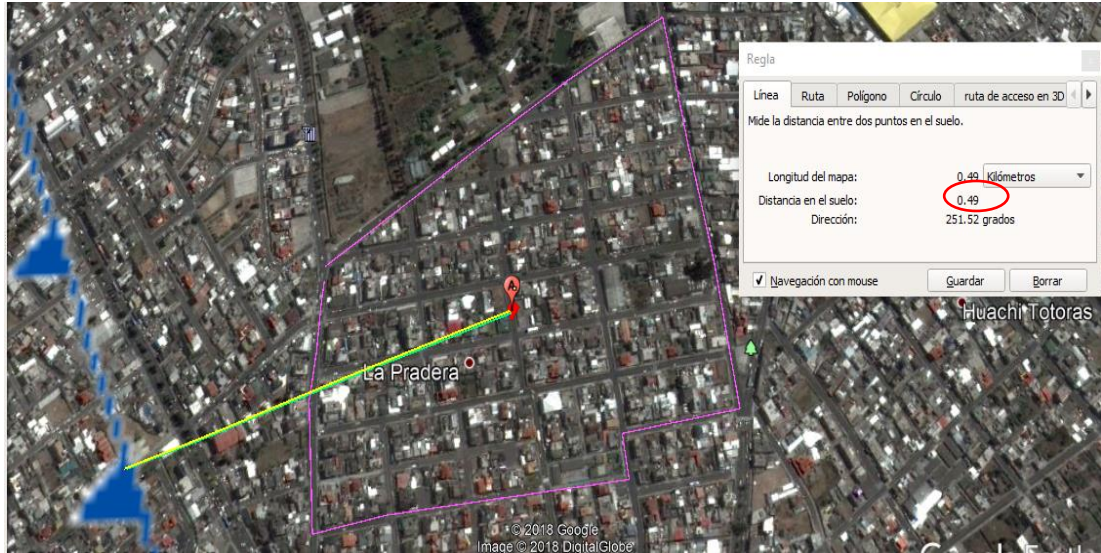 Regla
Línea Ruta Polígono Círculo ruta de acceso en 3D
Mide la distancia entre dos puntos en el suelo.
Longitud del mapa: 0.49 Kilómetros
Distancia en el suelo: 0.49
Dirección: 251.52 grados
Navegación con mouse Guardar Borrar
A
Huachi Totoras
La Pradera
© 2018 Google
Image © 2018 DigitalGlobe